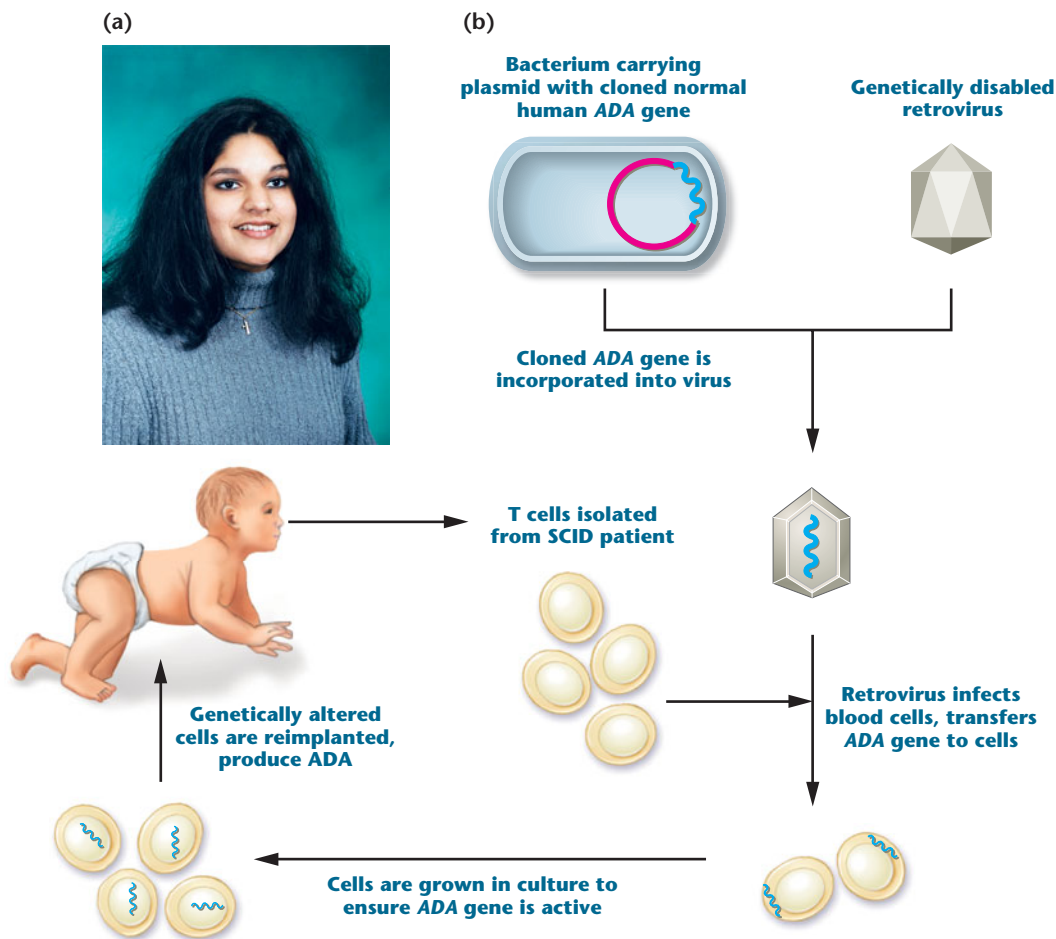 (a)
(b)
Bacterium carrying
plasmid with cloned normal
human ADA gene
Genetically disabled
retrovirus
Cloned ADA gene is
incorporated into virus
T cells isolated
from SCID patient
Retrovirus infects
blood cells, transfers
ADA gene to cells
Genetically altered
cells are reimplanted,
produce ADA
Cells are grown in culture to
ensure ADA gene is active